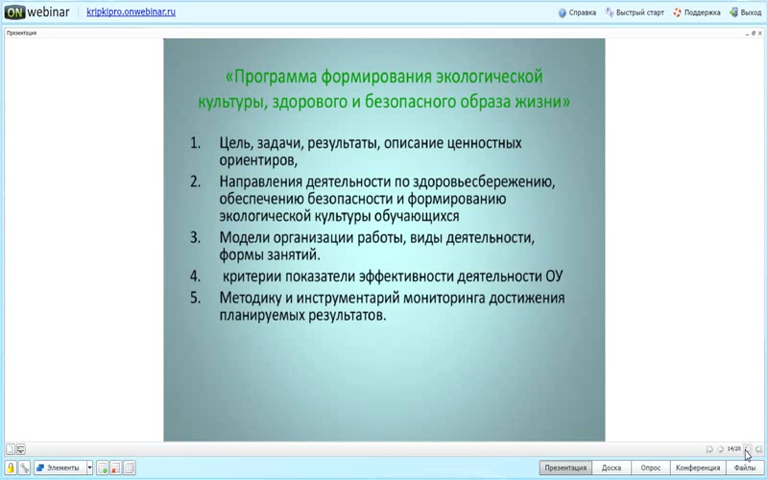 ON webinar kripkipro.onwebinar.ru Справка Быстрый старт Поддержка Выход
Презентация
«Программа формирования экологической
культуры, здорового и безопасного образа жизни»
1. Цель, задачи, результаты, описание ценностных
ориентиров,
2. Направления деятельности по здоровьесбережению,
обеспечению безопасности и формированию
экологической культуры обучающихся
3. Модели организации работы, виды деятельности,
формы занятий.
4. критерии показатели эффективности деятельности ОУ
5. Методику и инструментарий мониторинга достижения
планируемых результатов.
14/20
Элементы Презентация Доска Опрос Конференция Файлы